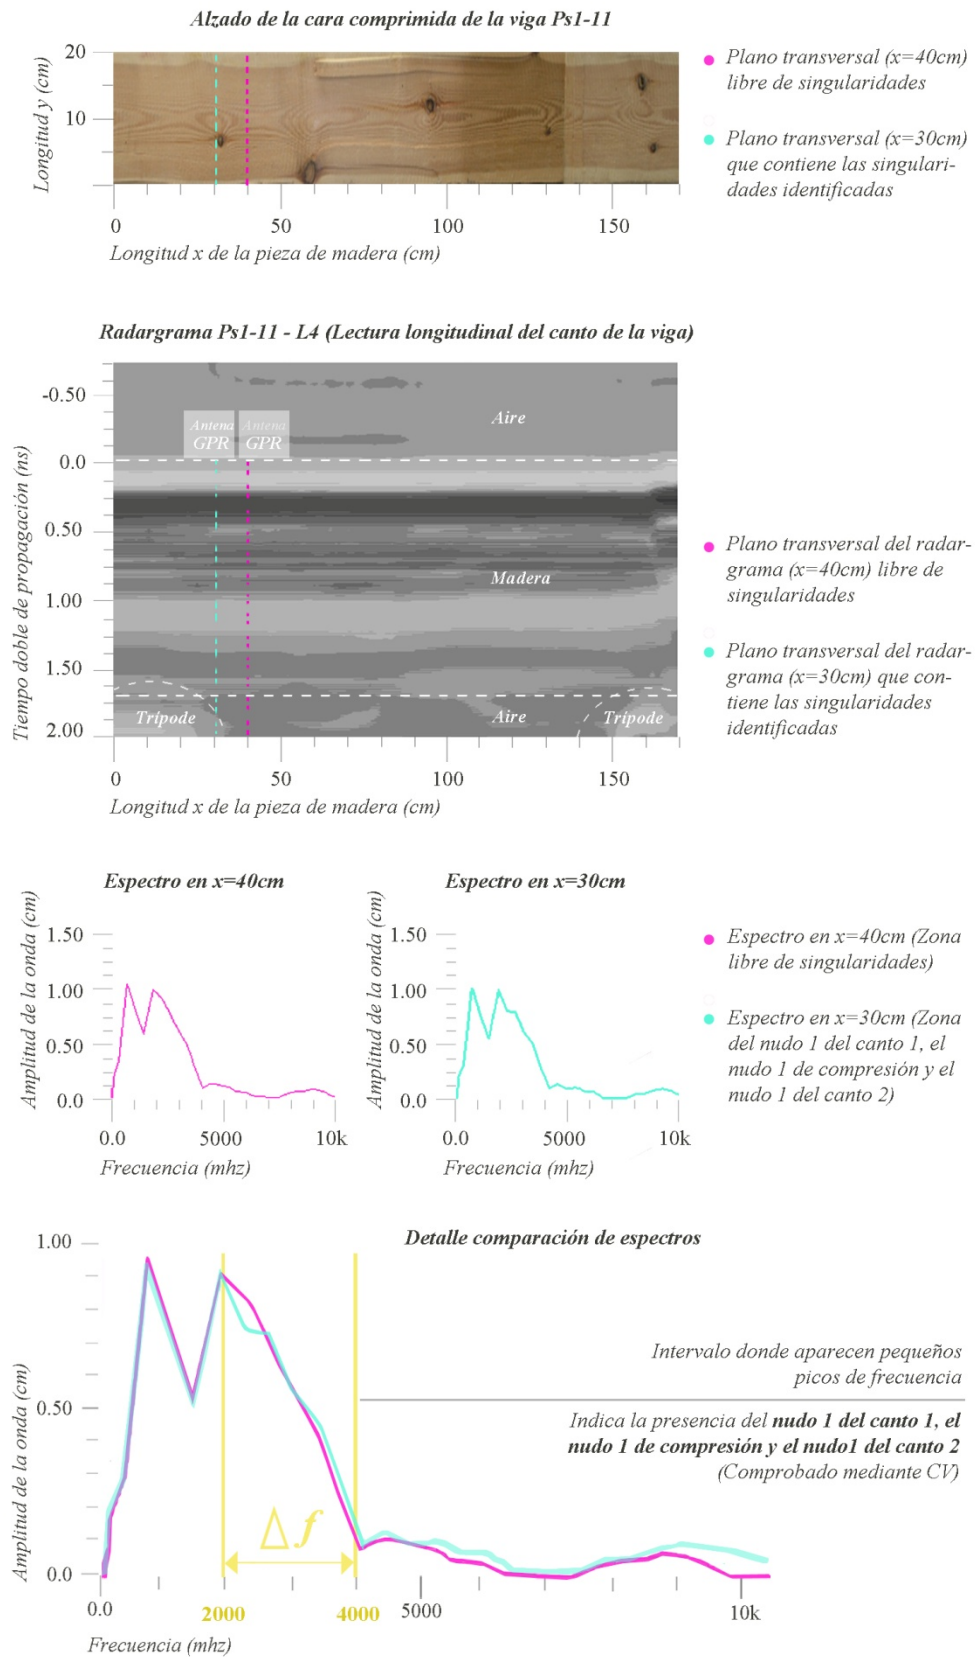 Alzado de la cara comprimida de la viga Ps1-11
Longitud y (cm)
20
10
0
50
100
150
Longitud x de la pieza de madera (cm)
Plano transversal (x=40cm)
libre de singularidades
Plano transversal (x=30cm)
que contiene las singulari-
dades identificadas
Radargrama Ps1-11 - L4 (Lectura longitudinal del canto de la viga)
Tiempo doble de propagación (ns)
-0.50
0.0
0.50
1.00
1.50
2.00
Antena
GPR
Antena
GPR
Aire
Madera
Trípode
Aire
Trípode
0
50
100
150
Longitud x de la pieza de madera (cm)
Plano transversal del radar-
grama (x=40cm) libre de
singularidades
Plano transversal del radar-
grama (x=30cm) que con-
tiene las singularidades
identificadas
Espectro en x=40cm
Amplitud de la onda (cm)
1.50
1.00
0.50
0.0
0.0
5000
10k
Frecuencia (mhz)
Espectro en x=30cm
Amplitud de la onda (cm)
1.50
1.00
0.50
0.0
0.0
5000
10k
Frecuencia (mhz)
Espectro en x=40cm (Zona
libre de singularidades)
Espectro en x=30cm (Zona
del nudo 1 del canto 1, el
nudo 1 de compresión y el
nudo 1 del canto 2)
Detalle comparación de espectros
Amplitud de la onda (cm)
1.00
0.50
0.0
Intervalo donde aparecen pequeños
picos de frecuencia
Indica la presencia del nudo 1 del canto 1, el
nudo 1 de compresión y el nudo1 del canto 2
(Comprobado mediante CV)
Δ f
0.0
2000
4000
5000
10k
Frecuencia (mhz)